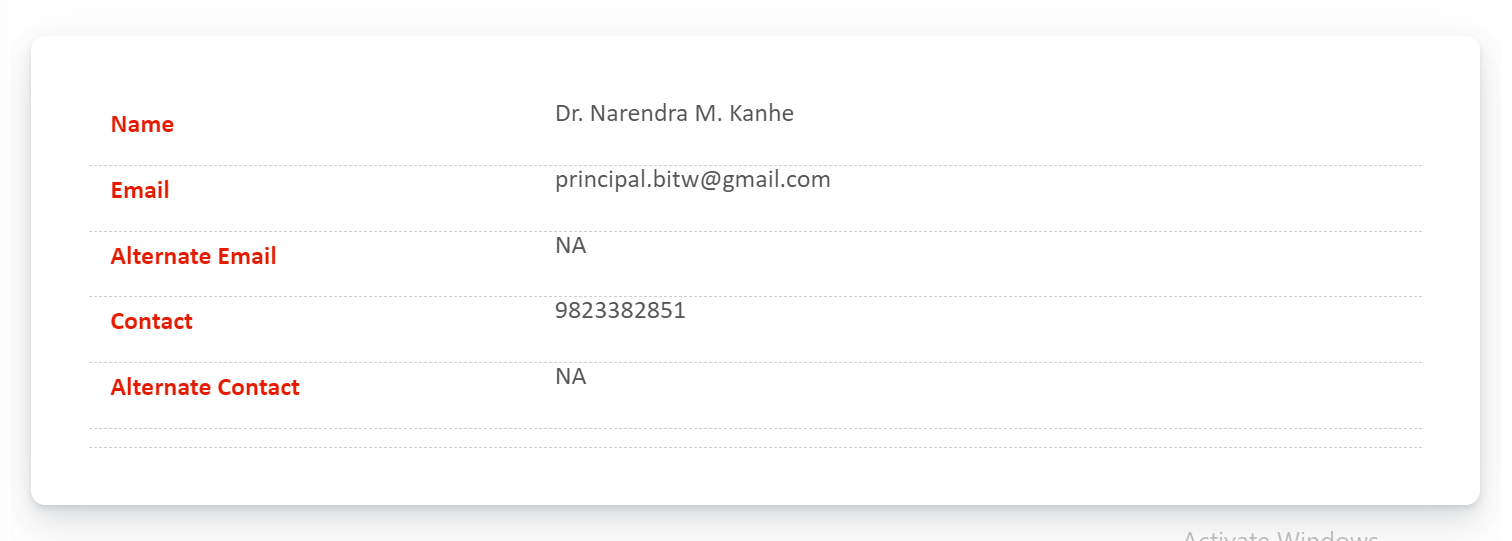 Name Dr. Narendra M. Kanhe
Email principal.bitw@gmail.com
Alternate Email NA
Contact 9823382851
Alternate Contact NA
Activate Windows